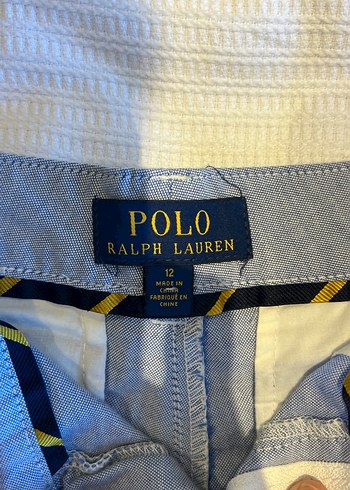 POLO
RALPH LAUREN
12
MADE IN
CHINA
FABRIQUÉ EN
CHINE